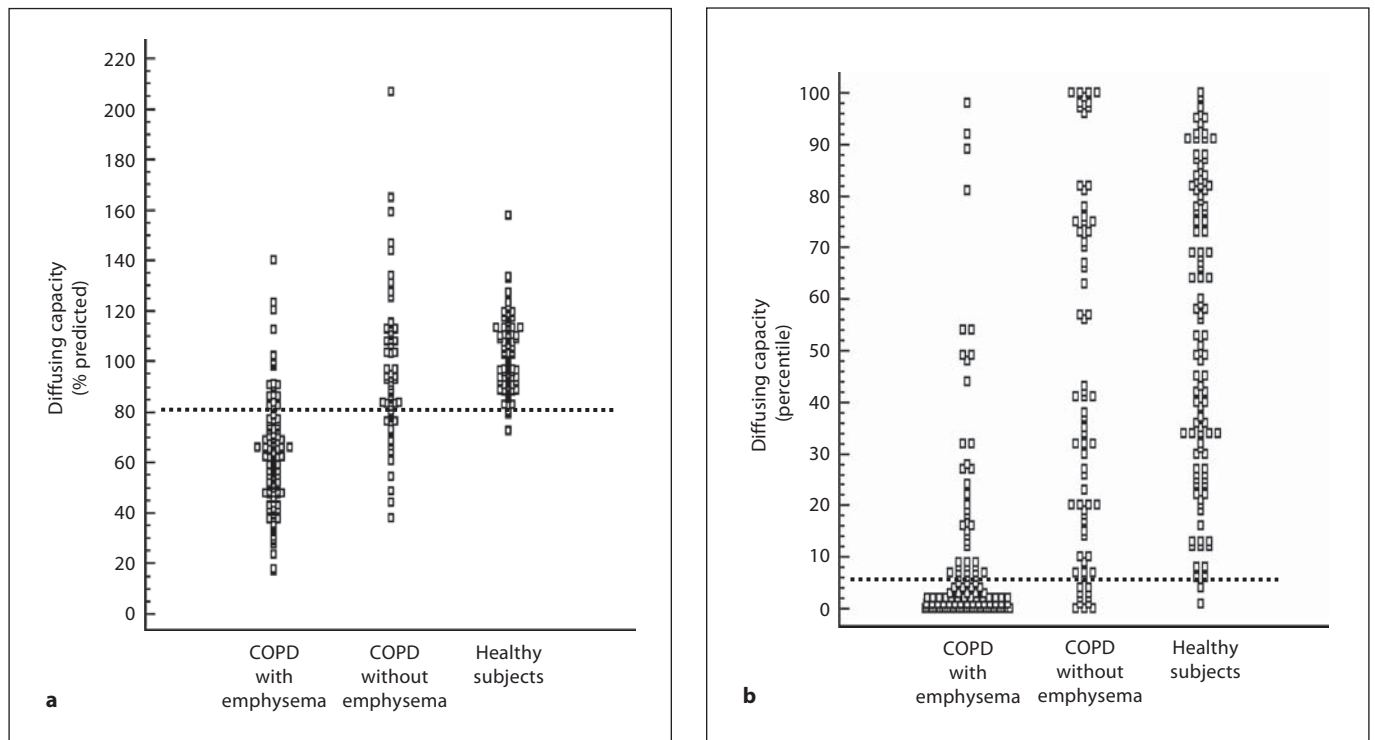 220
200
180
160
140
120
100
80
60
40
20
0
Diffusing capacity
(% predicted)
COPD
with
emphysema
COPD
without
emphysema
Healthy
subjects
a
100
90
80
70
60
50
40
30
20
10
0
Diffusing capacity
(percentile)
COPD
with
emphysema
COPD
without
emphysema
Healthy
subjects
b